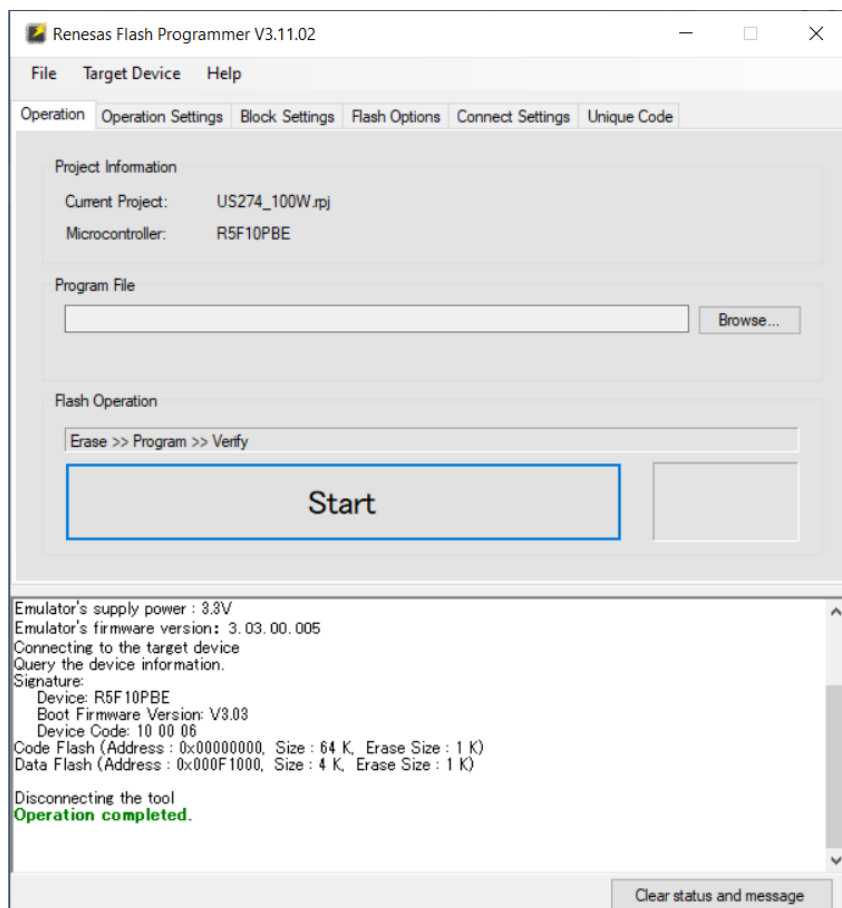 Renesas Flash Programmer V3.11.02
File Target Device Help
Operation Operation Settings Block Settings Flash Options Connect Settings Unique Code
Project Information
Current Project: US274_100W.rpj
Microcontroller: R5F10PBE
Program File
Browse...
Flash Operation
Erase >> Program >> Verify
Start
Emulator's supply power : 3.3V
Emulator's firmware version: 3.03.00.005
Connecting to the target device
Query the device information.
Signature:
Device: R5F10PBE
Boot Firmware Version: V3.03
Device Code: 10 00 06
Code Flash (Address : 0x00000000, Size : 64 K, Erase Size : 1 K)
Data Flash (Address : 0x000F1000, Size : 4 K, Erase Size : 1 K)
Disconnecting the tool
Operation completed.
Clear status and message